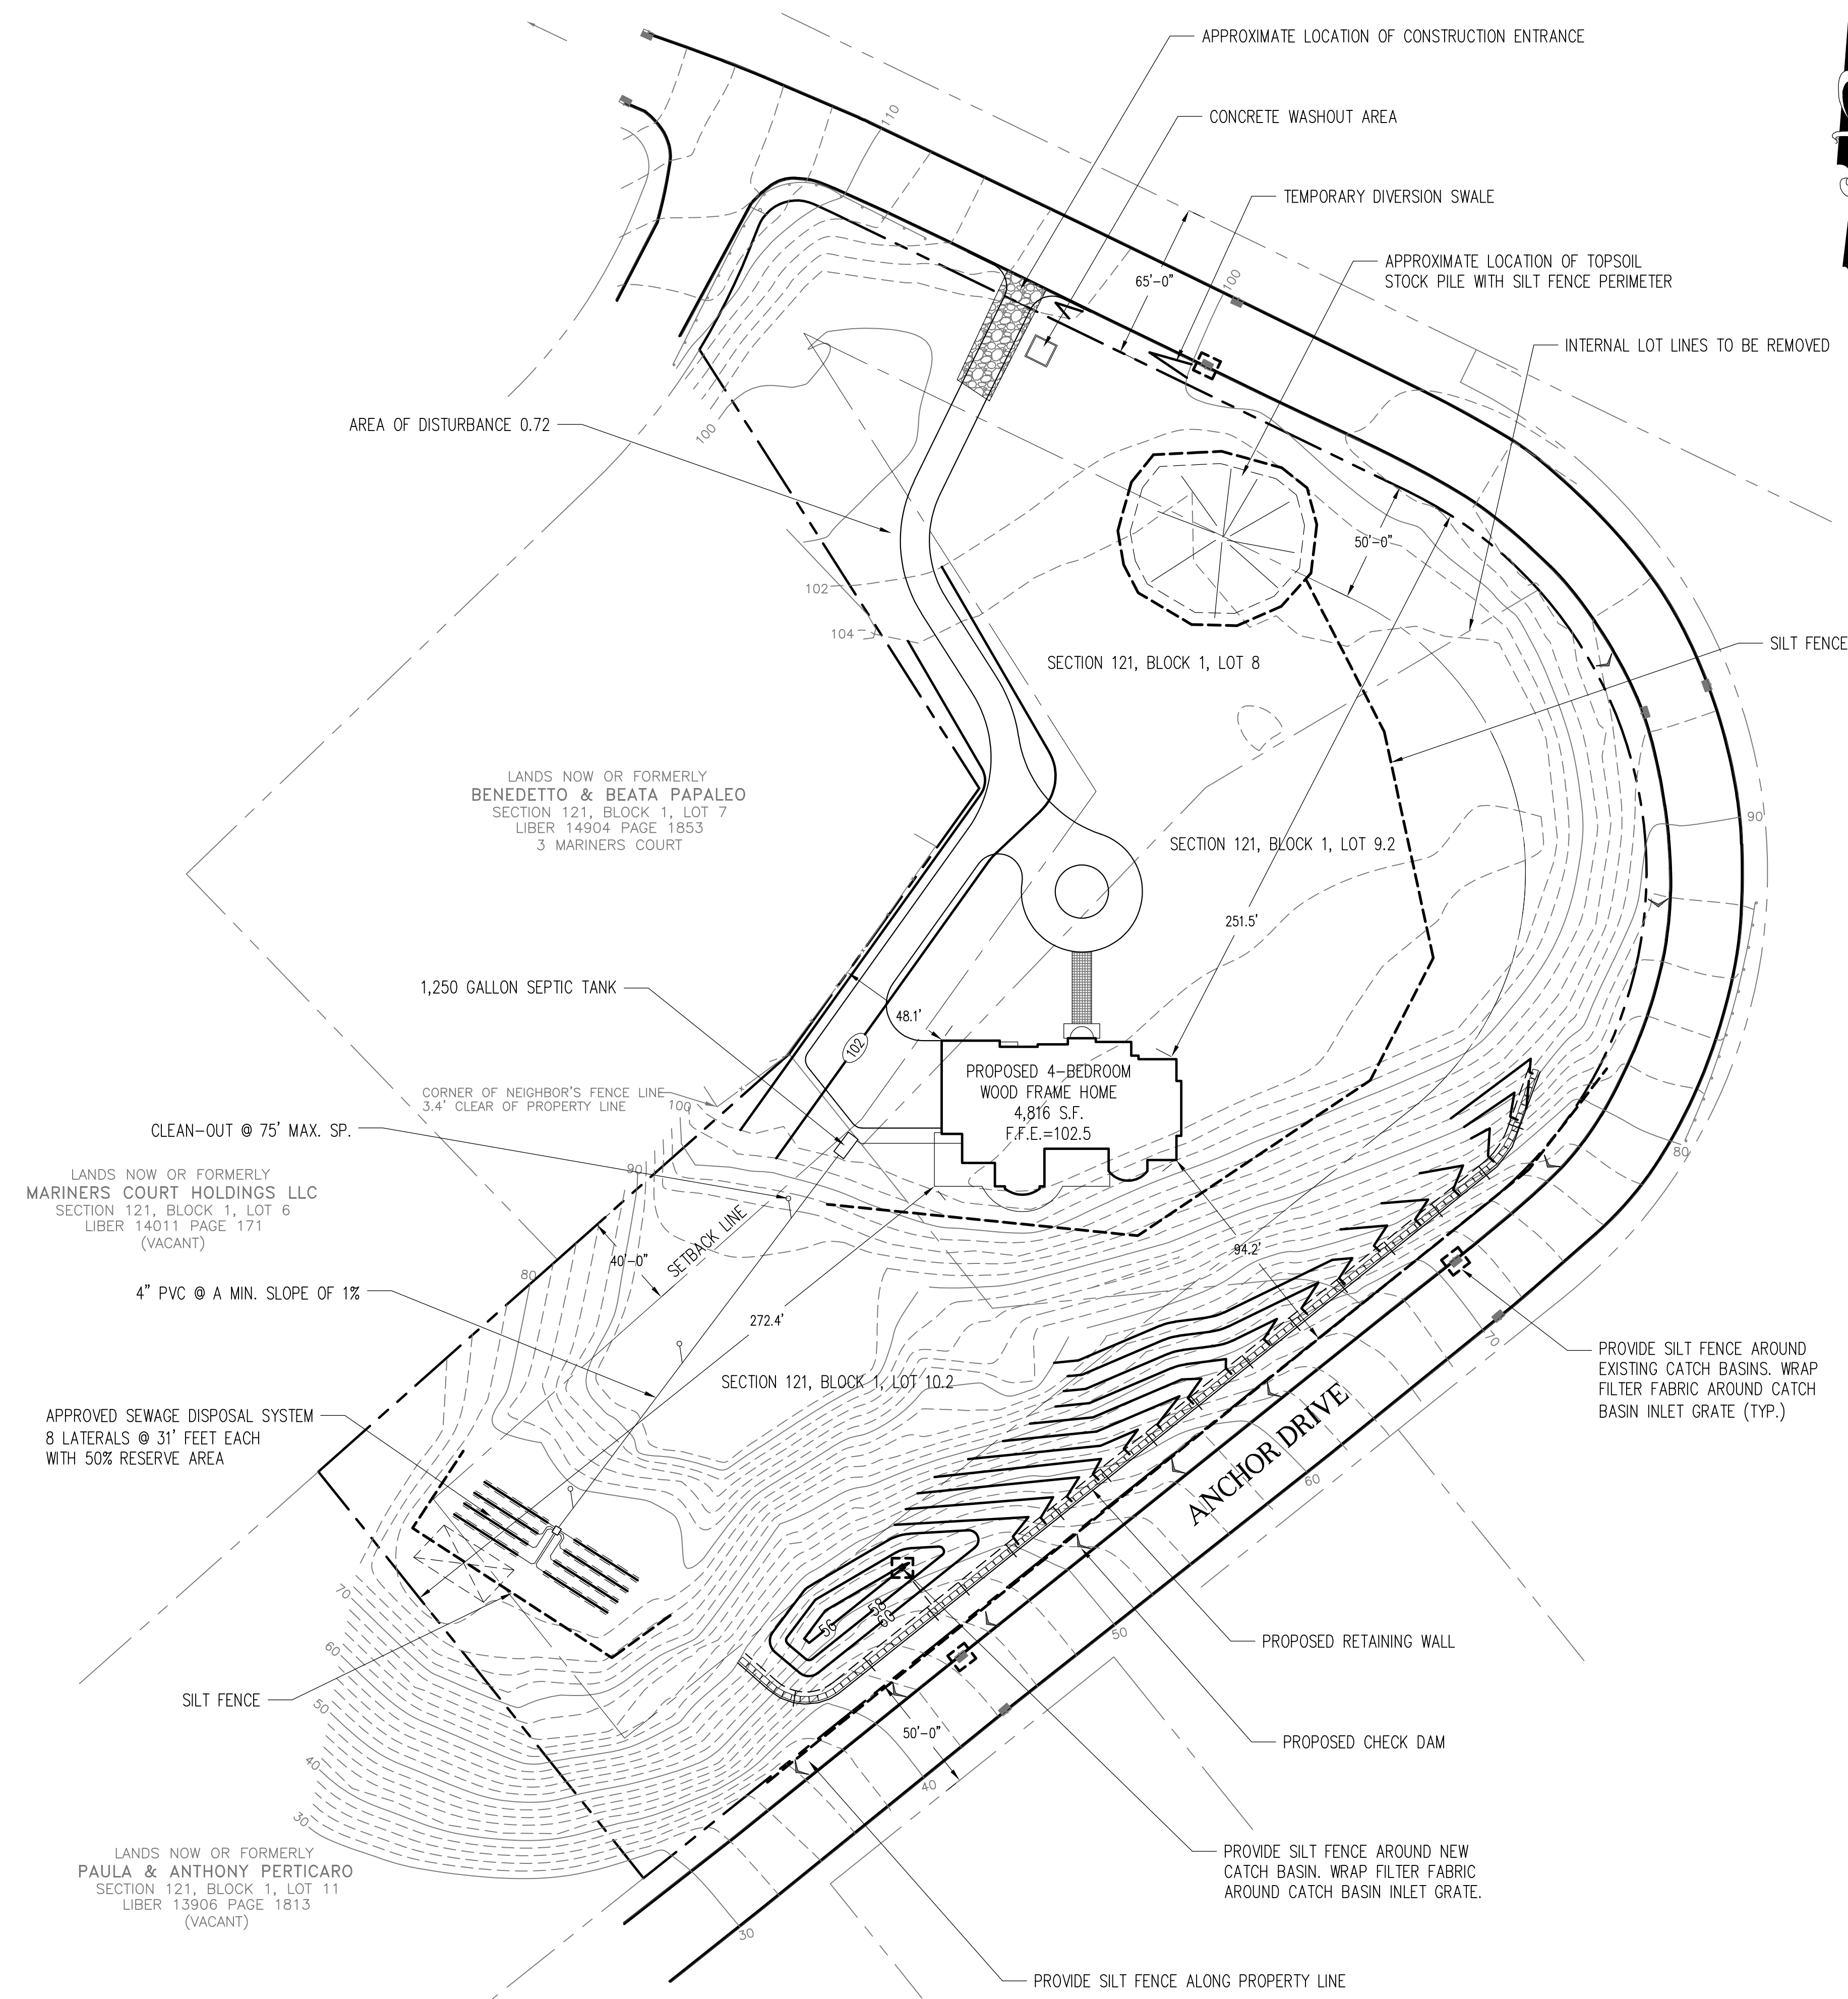 APPROXIMATE LOCATION OF CONSTRUCTION ENTRANCE
CONCRETE WASHOUT AREA
110
TEMPORARY DIVERSION SWALE
APPROXIMATE LOCATION OF TOPSOIL
STOCK PILE WITH SILT FENCE PERIMETER
65'-0"
100
INTERNAL LOT LINES TO BE REMOVED
AREA OF DISTURBANCE 0.72
100
50'-0"
102
104
SILT FENCE
SECTION 121, BLOCK 1, LOT 8
LANDS NOW OR FORMERLY
BENEDETTO & BEATA PAPALEO
SECTION 121, BLOCK 1, LOT 7
LIBER 14904 PAGE 1853
3 MARINERS COURT
90
SECTION 121, BLOCK 1, LOT 9.2
251.5'
1,250 GALLON SEPTIC TANK
48.1'
102
PROPOSED 4-BEDROOM
WOOD FRAME HOME
4,816 S.F.
F.F.E.=102.5
CORNER OF NEIGHBOR'S FENCE LINE
3.4' CLEAR OF PROPERTY LINE
100
CLEAN-OUT @ 75' MAX. SP.
80
90
LANDS NOW OR FORMERLY
MARINERS COURT HOLDINGS LLC
SECTION 121, BLOCK 1, LOT 6
LIBER 14011 PAGE 171
(VACANT)
SETBACK LINE
40'-0"
94.2'
80
4" PVC @ A MIN. SLOPE OF 1%
272.4'
70
PROVIDE SILT FENCE AROUND
EXISTING CATCH BASINS. WRAP
FILTER FABRIC AROUND CATCH
BASIN INLET GRATE (TYP.)
SECTION 121, BLOCK 1, LOT 10.2
APPROVED SEWAGE DISPOSAL SYSTEM
8 LATERALS @ 31' FEET EACH
WITH 50% RESERVE AREA
ANCHOR DRIVE
60
70
58
60
56
50
60
PROPOSED RETAINING WALL
SILT FENCE
50
50'-0"
PROPOSED CHECK DAM
40
40
30
PROVIDE SILT FENCE AROUND NEW
CATCH BASIN. WRAP FILTER FABRIC
AROUND CATCH BASIN INLET GRATE.
LANDS NOW OR FORMERLY
PAULA & ANTHONY PERTICARO
SECTION 121, BLOCK 1, LOT 11
LIBER 13906 PAGE 1813
(VACANT)
30
PROVIDE SILT FENCE ALONG PROPERTY LINE